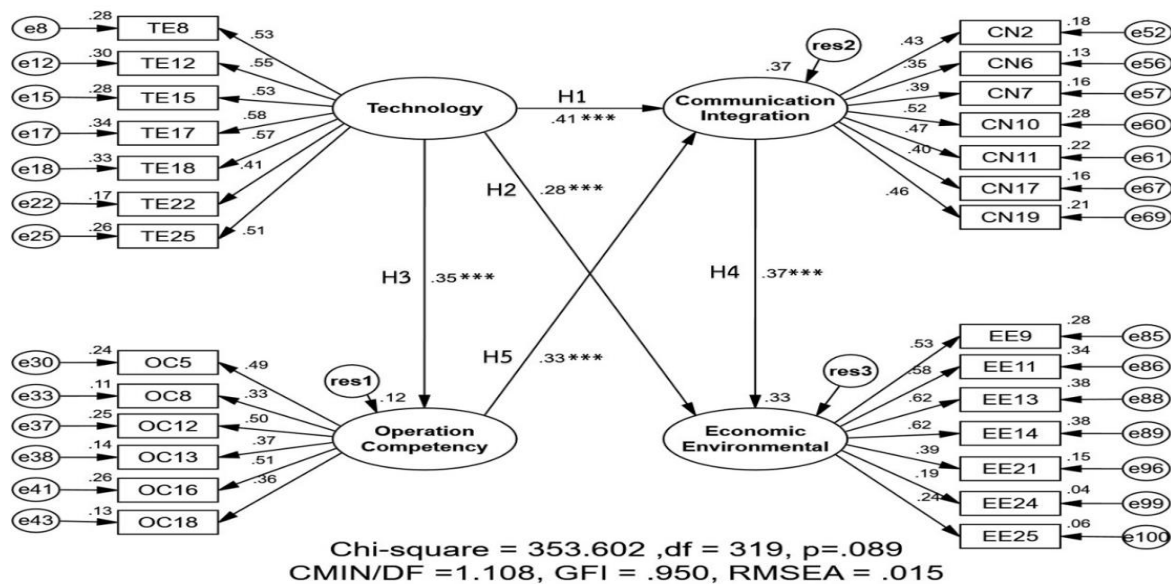 e8 .28 TE8 .53
e12 .30 TE12 .55
e15 .28 TE15 .53
e17 .34 TE17 .58
e18 .33 TE18 .57
e22 .17 TE22 .41
e25 .26 TE25 .51
Technology
H1
.41***
res2
.37
Communication
Integration
.43 CN2 .18 e52
.35 CN6 .13 e56
.39 CN7 .16 e57
.52 CN10 .28 e60
.47 CN11 .22 e61
.40 CN17 .16 e67
.46 CN19 .21 e69
H2 .28***
H3 .35***
H4 .37***
H5 .33***
e30 .24 OC5 .49
e33 .11 OC8 .33
e37 .25 OC12 .50
e38 .14 OC13 .37
e41 .26 OC16 .51
e43 .13 OC18 .36
res1
.12
Operation
Competency
res3
.33
Economic
Environmental
.53 EE9 .28 e85
.58 EE11 .34 e86
.62 EE13 .38 e88
.62 EE14 .38 e89
.39 EE21 .15 e96
.19 EE24 .04 e99
.24 EE25 .06 e100
Chi-square = 353.602 ,df = 319, p=.089
CMIN/DF =1.108, GFI = .950, RMSEA = .015